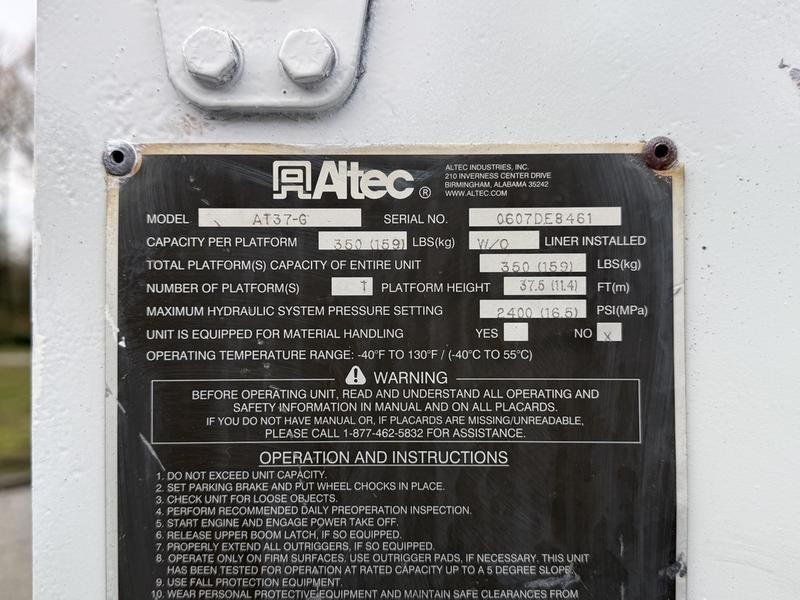 Altec ®
ALTEC INDUSTRIES, INC.
210 INVERNESS CENTER DRIVE
BIRMINGHAM, ALABAMA 35242
WWW.ALTEC.COM
MODEL AT37-G SERIAL NO. 0607DE8461
CAPACITY PER PLATFORM 350 (159) LBS(kg) W/O LINER INSTALLED
TOTAL PLATFORM(S) CAPACITY OF ENTIRE UNIT 350 (159) LBS(kg)
NUMBER OF PLATFORM(S) 1 PLATFORM HEIGHT 37.5 (11.4) FT(m)
MAXIMUM HYDRAULIC SYSTEM PRESSURE SETTING 2400 (16.5) PSI(MPa)
UNIT IS EQUIPPED FOR MATERIAL HANDLING YES NO X
OPERATING TEMPERATURE RANGE: -40°F TO 130°F / (-40°C TO 55°C)
WARNING
BEFORE OPERATING UNIT, READ AND UNDERSTAND ALL OPERATING AND
SAFETY INFORMATION IN MANUAL AND ON ALL PLACARDS.
IF YOU DO NOT HAVE MANUAL OR, IF PLACARDS ARE MISSING/UNREADABLE,
PLEASE CALL 1-877-462-5832 FOR ASSISTANCE.
OPERATION AND INSTRUCTIONS
1. DO NOT EXCEED UNIT CAPACITY.
2. SET PARKING BRAKE AND PUT WHEEL CHOCKS IN PLACE.
3. CHECK UNIT FOR LOOSE OBJECTS.
4. PERFORM RECOMMENDED DAILY PREOPERATION INSPECTION.
5. START ENGINE AND ENGAGE POWER TAKE OFF.
6. RELEASE UPPER BOOM LATCH, IF SO EQUIPPED.
7. PROPERLY EXTEND ALL OUTRIGGERS, IF SO EQUIPPED.
8. OPERATE ONLY ON FIRM SURFACES. USE OUTRIGGER PADS, IF NECESSARY. THIS UNIT
HAS BEEN TESTED FOR OPERATION AT RATED CAPACITY UP TO A 5 DEGREE SLOPE.
9. USE FALL PROTECTION EQUIPMENT.
10. WEAR PERSONAL PROTECTIVE EQUIPMENT AND MAINTAIN SAFE CLEARANCES FROM